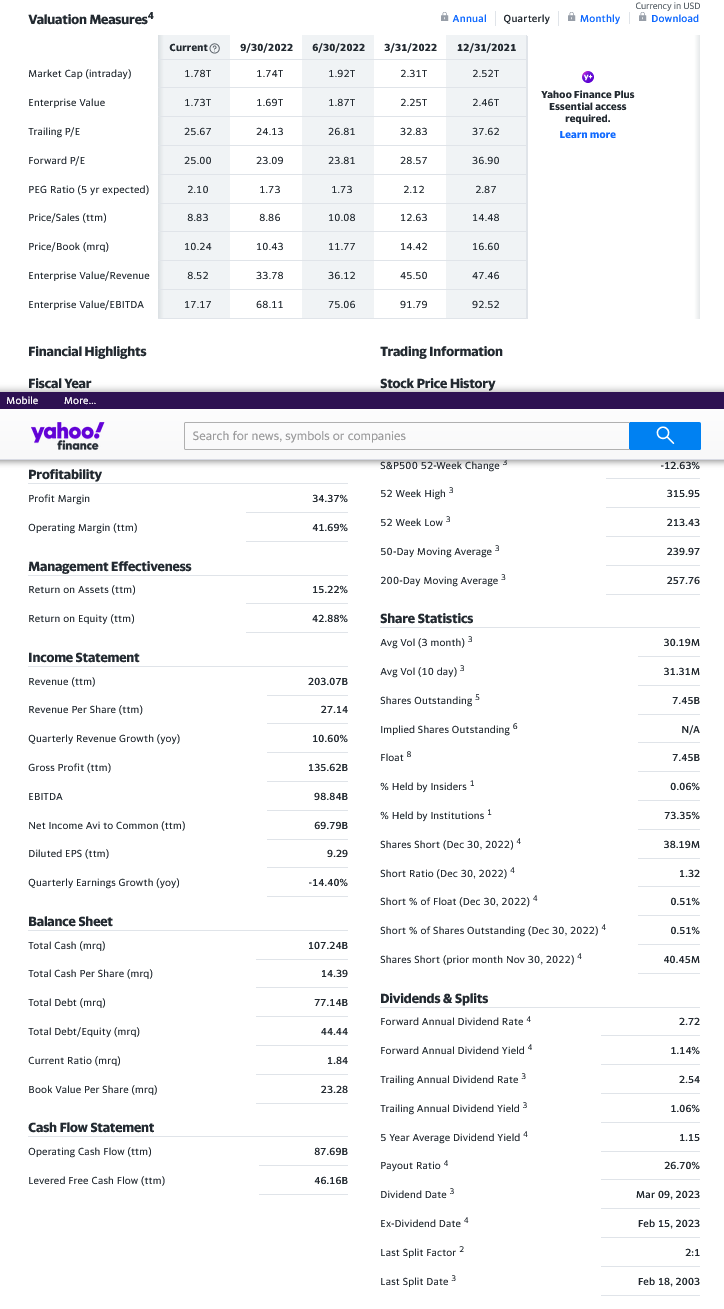 Currency in USD
Valuation Measures4
Annual Quarterly Monthly Download
Current 9/30/2022 6/30/2022 3/31/2022 12/31/2021
Market Cap (intraday) 1.78T 1.74T 1.92T 2.31T 2.52T
Enterprise Value 1.73T 1.69T 1.87T 2.25T 2.46T
Trailing P/E 25.67 24.13 26.81 32.83 37.62
Forward P/E 25.00 23.09 23.81 28.57 36.90
PEG Ratio (5 yr expected) 2.10 1.73 1.73 2.12 2.87
Price/Sales (ttm) 8.83 8.86 10.08 12.63 14.48
Price/Book (mrq) 10.24 10.43 11.77 14.42 16.60
Enterprise Value/Revenue 8.52 33.78 36.12 45.50 47.46
Enterprise Value/EBITDA 17.17 68.11 75.06 91.79 92.52
Y+
Yahoo Finance Plus
Essential access
required.
Learn more
Financial Highlights
Fiscal Year
Trading Information
Stock Price History
Mobile More...
yahoo!
finance
Search for news, symbols or companies
Profitability
Profit Margin 34.37%
Operating Margin (ttm) 41.69%
Management Effectiveness
Return on Assets (ttm) 15.22%
Return on Equity (ttm) 42.88%
Income Statement
Revenue (ttm) 203.07B
Revenue Per Share (ttm) 27.14
Quarterly Revenue Growth (yoy) 10.60%
Gross Profit (ttm) 135.62B
EBITDA 98.84B
Net Income Avi to Common (ttm) 69.79B
Diluted EPS (ttm) 9.29
Quarterly Earnings Growth (yoy) -14.40%
Balance Sheet
Total Cash (mrq) 107.24B
Total Cash Per Share (mrq) 14.39
Total Debt (mrq) 77.14B
Total Debt/Equity (mrq) 44.44
Current Ratio (mrq) 1.84
Book Value Per Share (mrq) 23.28
Cash Flow Statement
Operating Cash Flow (ttm) 87.69B
Levered Free Cash Flow (ttm) 46.16B
S&P500 52-Week Change 3 -12.63%
52 Week High 3 315.95
52 Week Low 3 213.43
50-Day Moving Average 3 239.97
200-Day Moving Average 3 257.76
Share Statistics
Avg Vol (3 month) 3 30.19M
Avg Vol (10 day) 3 31.31M
Shares Outstanding 5 7.45B
Implied Shares Outstanding 6 N/A
Float 8 7.45B
% Held by Insiders 1 0.06%
% Held by Institutions 1 73.35%
Shares Short (Dec 30, 2022) 4 38.19M
Short Ratio (Dec 30, 2022) 4 1.32
Short % of Float (Dec 30, 2022) 4 0.51%
Short % of Shares Outstanding (Dec 30, 2022) 4 0.51%
Shares Short (prior month Nov 30, 2022) 4 40.45M
Dividends & Splits
Forward Annual Dividend Rate 4 2.72
Forward Annual Dividend Yield 4 1.14%
Trailing Annual Dividend Rate 3 2.54
Trailing Annual Dividend Yield 3 1.06%
5 Year Average Dividend Yield 4 1.15
Payout Ratio 4 26.70%
Dividend Date 3 Mar 09, 2023
Ex-Dividend Date 4 Feb 15, 2023
Last Split Factor 2 2:1
Last Split Date 3 Feb 18, 2003